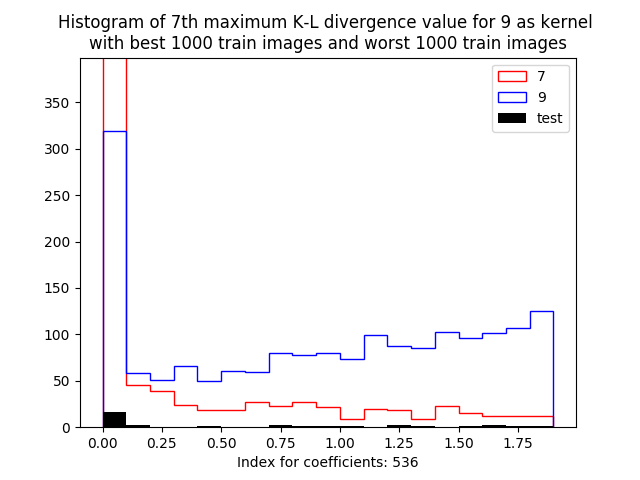 Histogram of 7th maximum K-L divergence value for 9 as kernel
with best 1000 train images and worst 1000 train images
7
9
test
350
300
250
200
150
100
50
0
0.00 0.25 0.50 0.75 1.00 1.25 1.50 1.75
Index for coefficients: 536